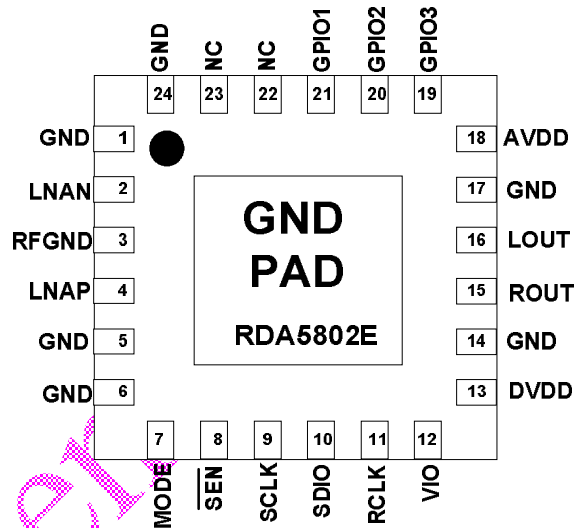 GND NC NC GPIO1 GPIO2 GPIO3
24 23 22 21 20 19
GND 1
LNAN 2
RFGND 3
LNAP 4
GND 5
GND 6
18 AVDD
17 GND
16 LOUT
15 ROUT
14 GND
13 DVDD
GND
PAD
RDA5802E
7 8 9 10 11 12
MODE SEN SCLK SDIO RCLK VIO
er